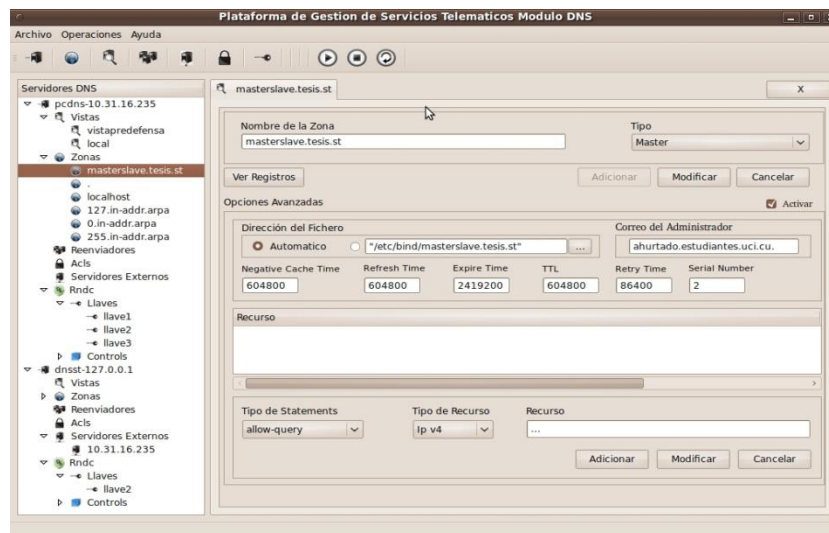 Plataforma de Gestion de Servicios Telematicos Modulo DNS
Archivo Operaciones Ayuda
Servidores DNS
pcdns-10.31.16.235
Vistas
vistapredefensa
local
Zonas
masterslave.tesis.st
.
localhost
127.in-addr.arpa
0.in-addr.arpa
255.in-addr.arpa
Reenviadores
Acls
Servidores Externos
Rndc
Llaves
llave1
llave2
llave3
Controls
dnsst-127.0.0.1
Vistas
Zonas
Reenviadores
Acls
Servidores Externos
10.31.16.235
Rndc
Llaves
llave2
Controls
masterslave.tesis.st X
Nombre de la Zona Tipo
masterslave.tesis.st Master
Ver Registros Adicionar Modificar Cancelar
Opciones Avanzadas Activar
Dirección del Fichero Correo del Administrador
Automatico "/etc/bind/masterslave.tesis.st" ... ahurtado.estudiantes.uci.cu.
Negative Cache Time Refresh Time Expire Time TTL Retry Time Serial Number
604800 604800 2419200 604800 86400 2
Recurso
Tipo de Statements Tipo de Recurso Recurso
allow-query Ip v4 ...
Adicionar Modificar Cancelar